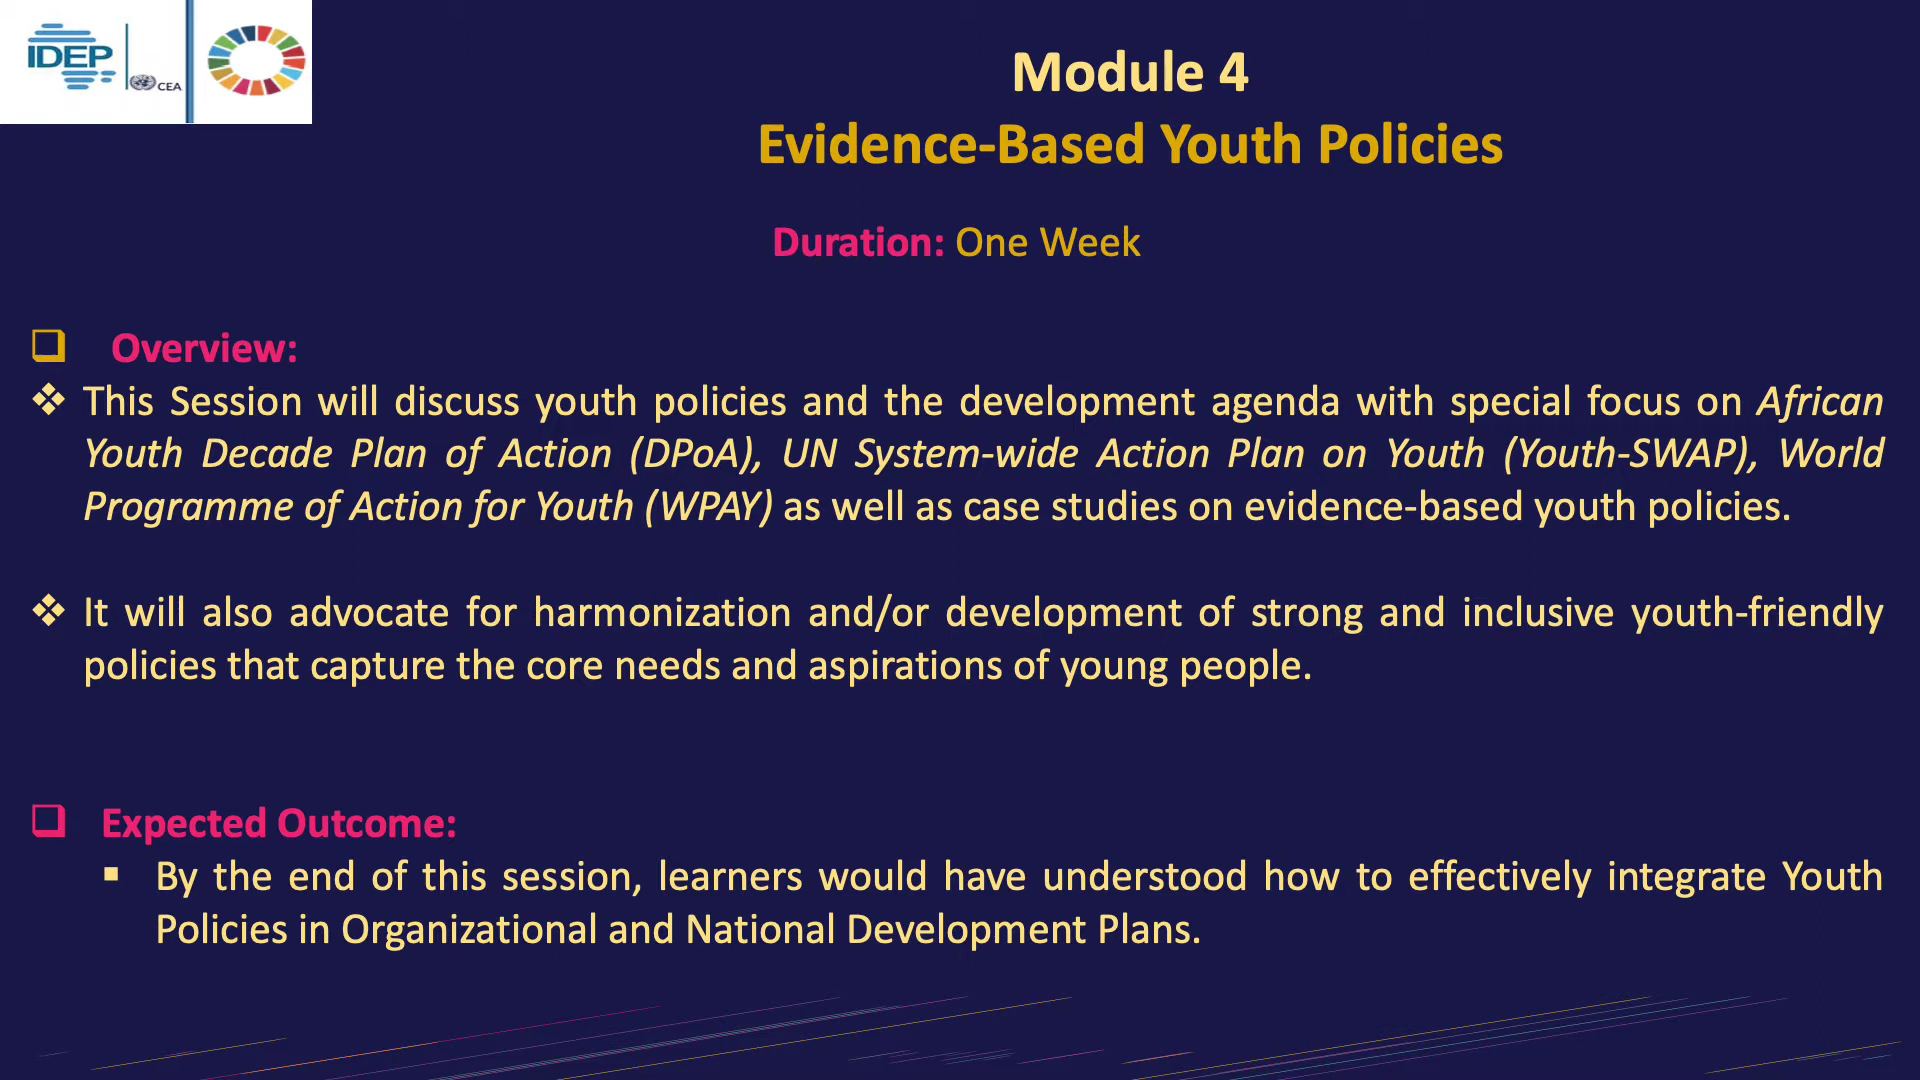 IDEP
CEA
Module 4
Evidence-Based Youth Policies
Duration: One Week
Overview:
This Session will discuss youth policies and the development agenda with special focus on African
Youth Decade Plan of Action (DPoA), UN System-wide Action Plan on Youth (Youth-SWAP), World
Programme of Action for Youth (WPAY) as well as case studies on evidence-based youth policies.
It will also advocate for harmonization and/or development of strong and inclusive youth-friendly
policies that capture the core needs and aspirations of young people.
Expected Outcome:
By the end of this session, learners would have understood how to effectively integrate Youth
Policies in Organizational and National Development Plans.